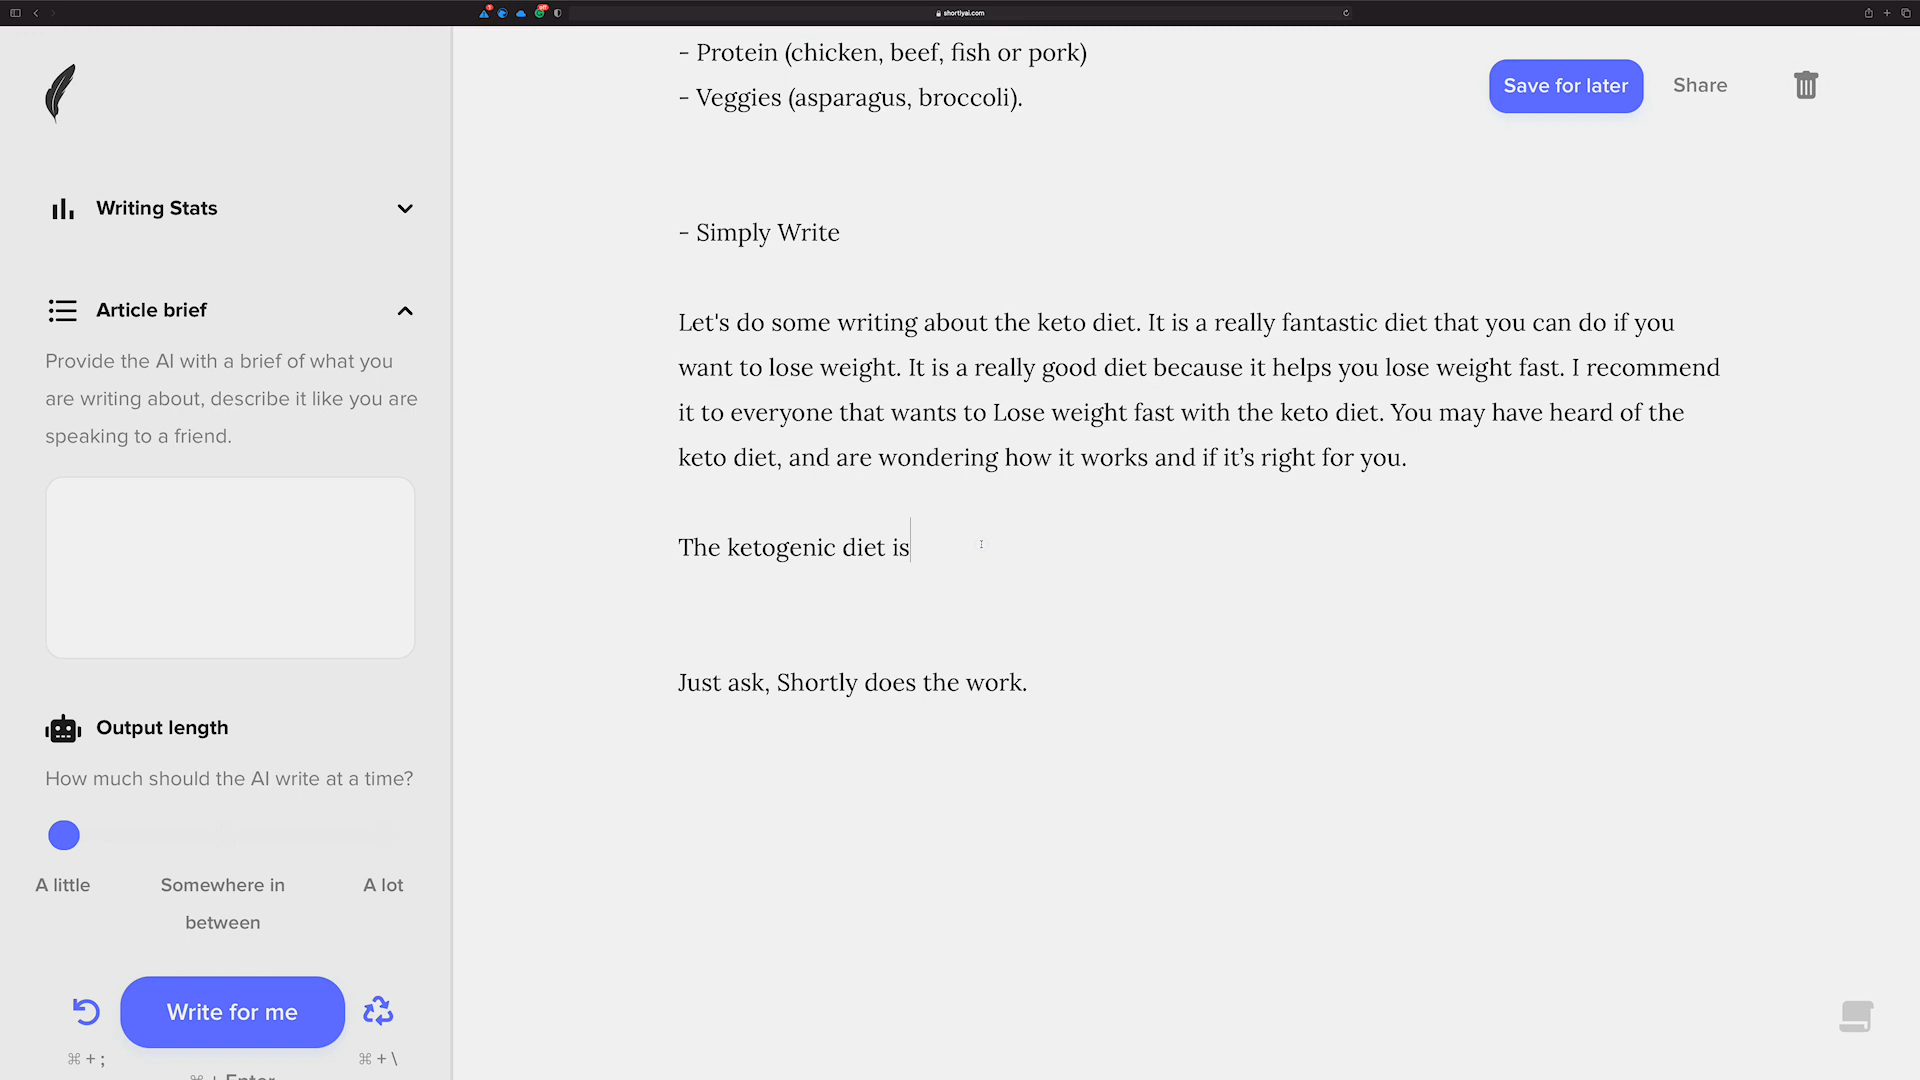 shortlyai.com
- Protein (chicken, beef, fish or pork)
- Veggies (asparagus, broccoli).
Save for later
Share
Writing Stats
- Simply Write
Article brief
Provide the AI with a brief of what you
are writing about, describe it like you are
speaking to a friend.
Let's do some writing about the keto diet. It is a really fantastic diet that you can do if you
want to lose weight. It is a really good diet because it helps you lose weight fast. I recommend
it to everyone that wants to Lose weight fast with the keto diet. You may have heard of the
keto diet, and are wondering how it works and if it’s right for you.
The ketogenic diet is
Just ask, Shortly does the work.
Output length
How much should the AI write at a time?
A little
Somewhere in
between
A lot
Write for me
⌘ + ;
⌘ + \
⌘ + Enter